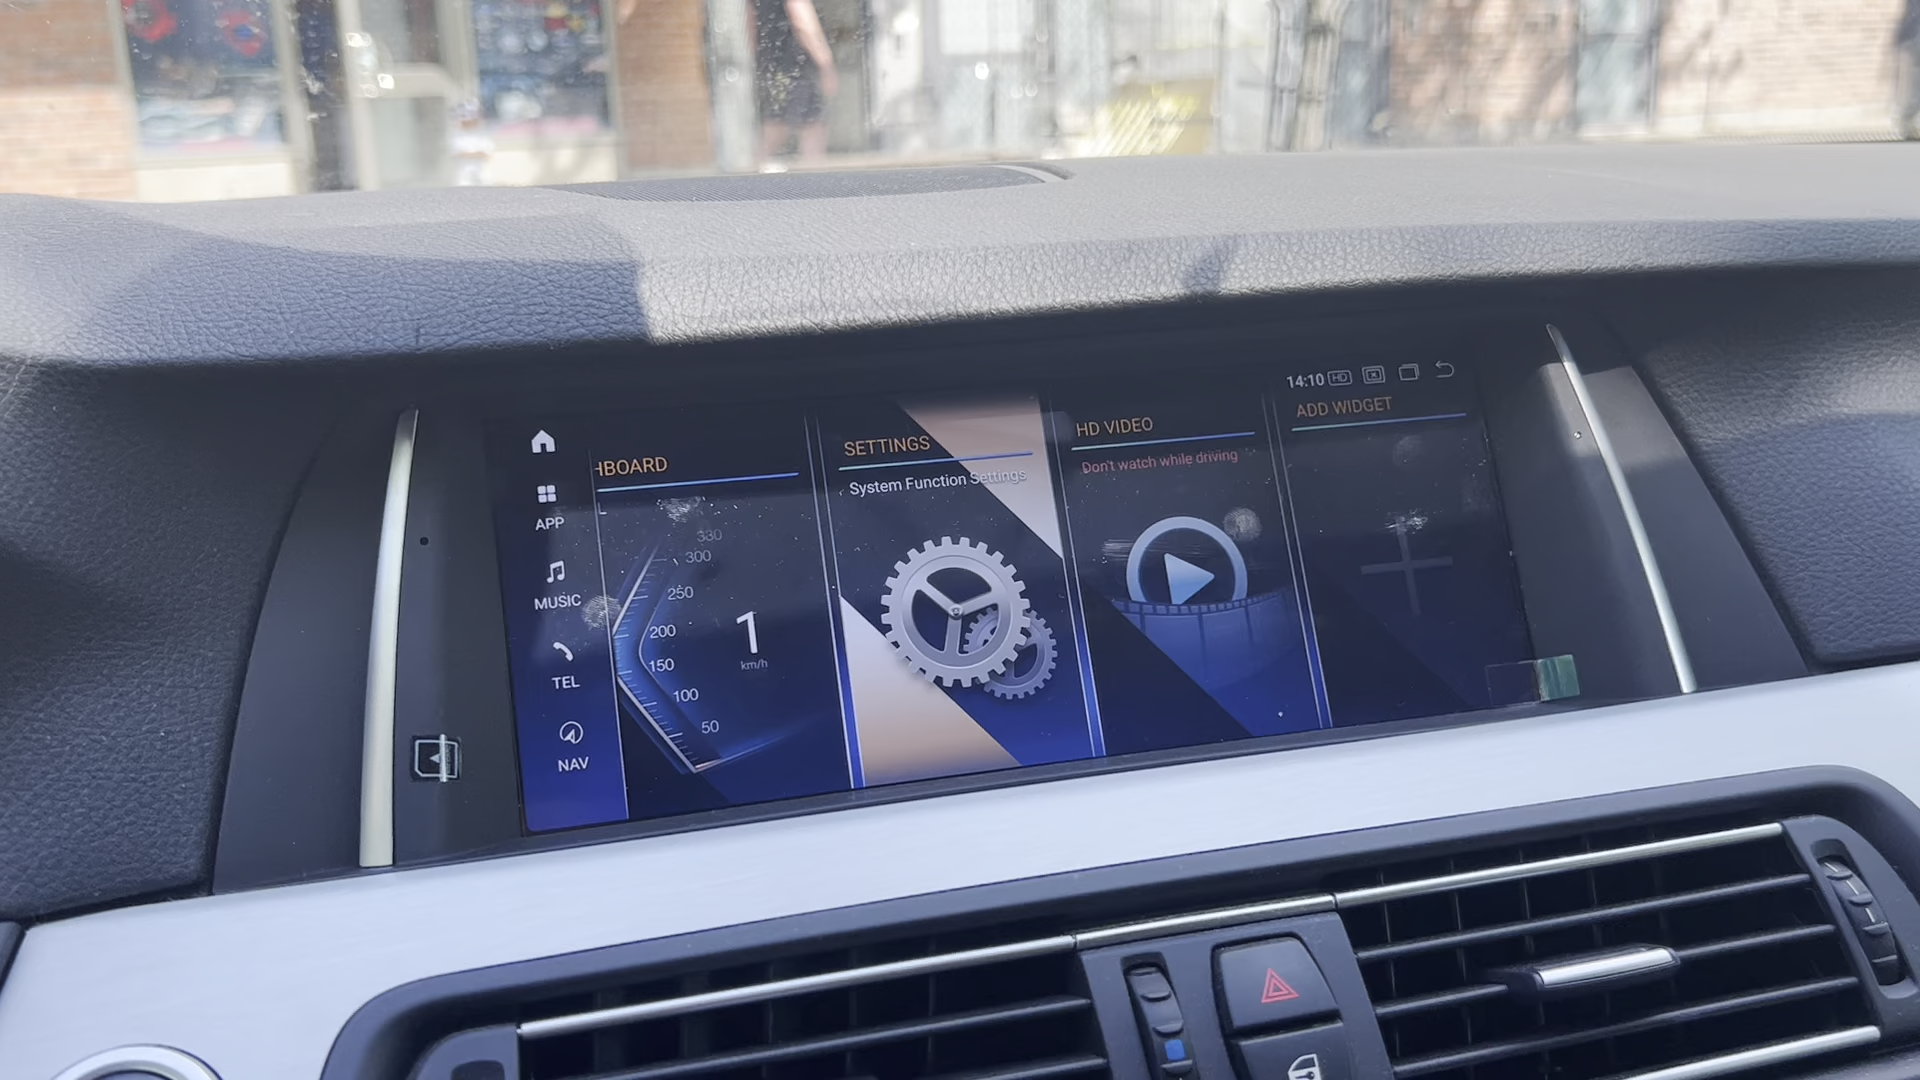 14:10 HD
HBOARD
SETTINGS
HD VIDEO
ADD WIDGET
System Function Settings
Don't watch while driving
APP
MUSIC
TEL
NAV
330
300
250
200
150
100
50
1
km/h